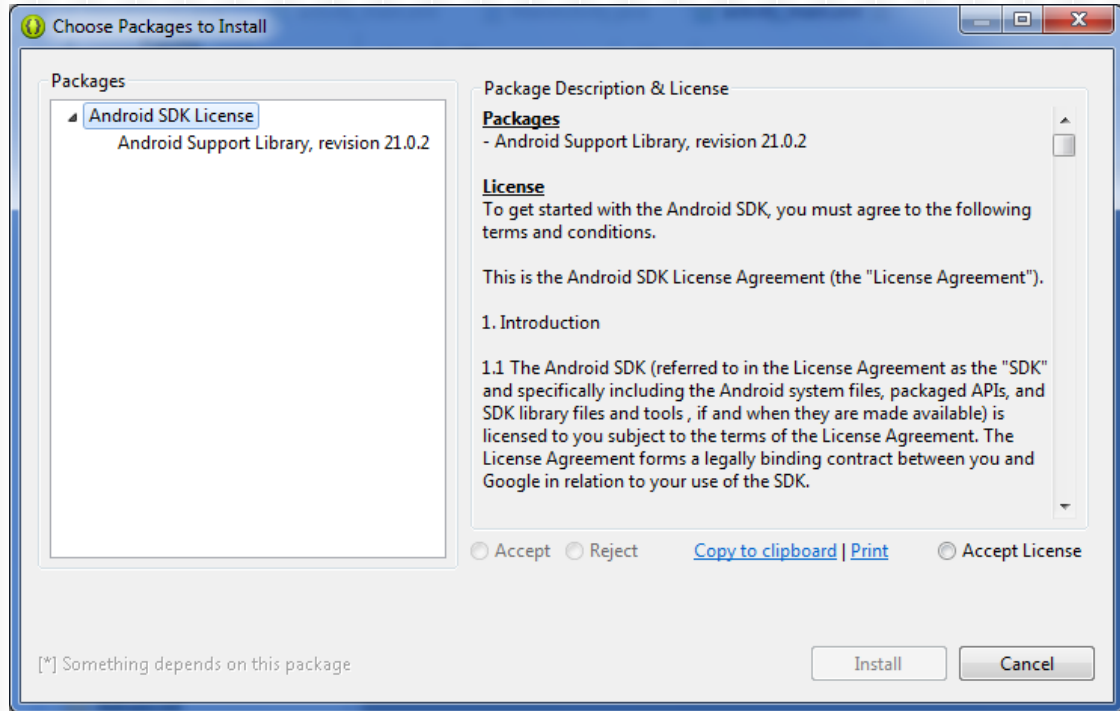 Choose Packages to Install
Packages
Android SDK License
Android Support Library, revision 21.0.2
Package Description & License
Packages
- Android Support Library, revision 21.0.2
License
To get started with the Android SDK, you must agree to the following
terms and conditions.
This is the Android SDK License Agreement (the "License Agreement").
1. Introduction
1.1 The Android SDK (referred to in the License Agreement as the "SDK"
and specifically including the Android system files, packaged APIs, and
SDK library files and tools , if and when they are made available) is
licensed to you subject to the terms of the License Agreement. The
License Agreement forms a legally binding contract between you and
Google in relation to your use of the SDK.
Accept Reject Copy to clipboard | Print Accept License
[*] Something depends on this package
Install Cancel